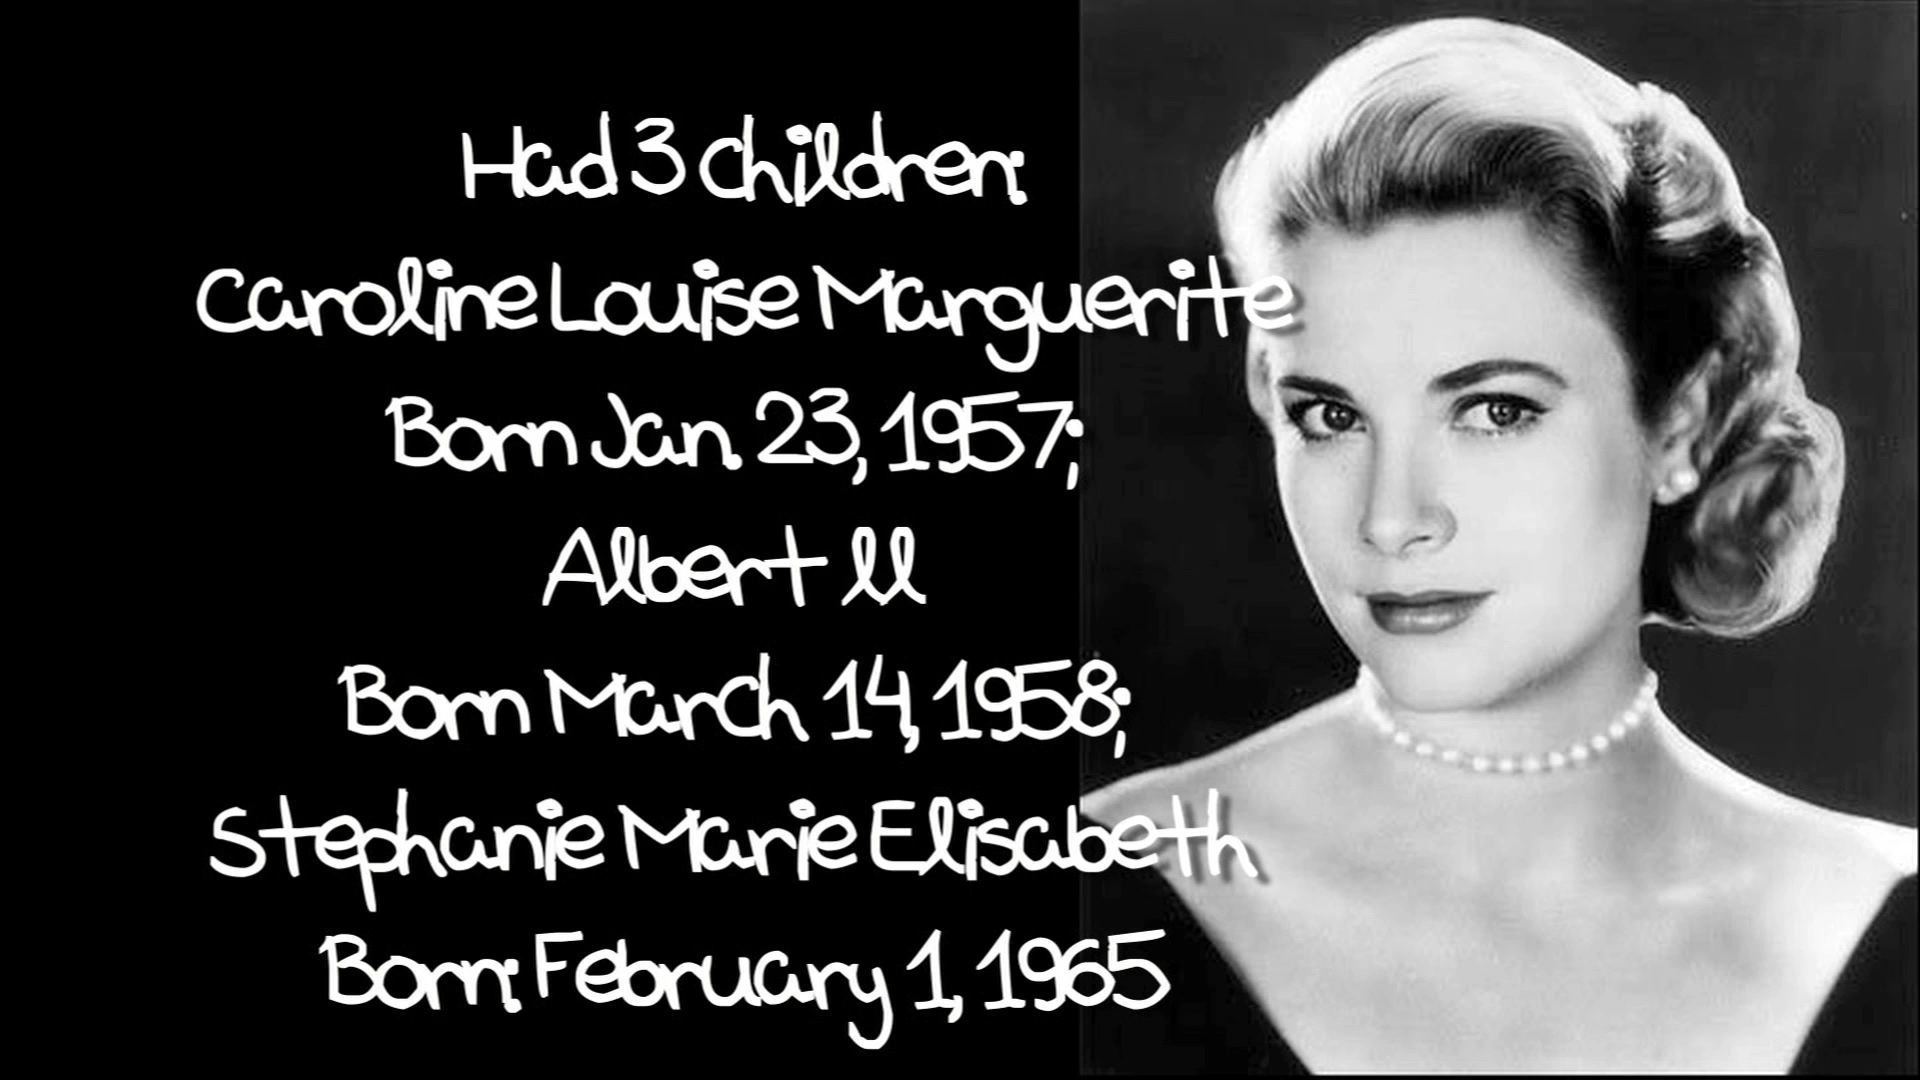 Had 3 children:
Caroline Louise Marguerite
Born Jan. 23, 1957;
Albert ll
Born March 14, 1958;
Stephanie Marie Elisabeth
Born: February 1, 1965